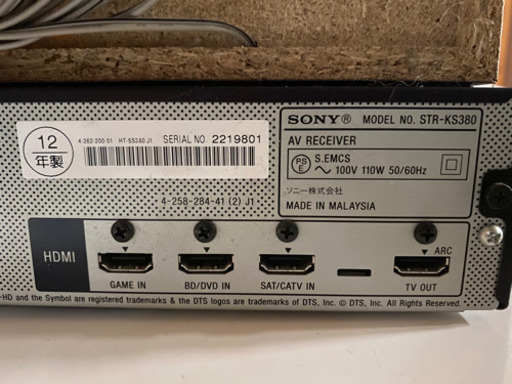 12
年製
4-262-200-51 HT-SS380 J1 SERIAL NO. 2219801
4-258-284-41 (2) J1
SONY® MODEL NO. STR-KS380
AV RECEIVER
PSE S.EMCS
～ 100V 110W 50/60Hz
ソニー株式会社
MADE IN MALAYSIA
HDMI
GAME IN
BD/DVD IN
SAT/CATV IN
ARC
TV OUT
-HD and the Symbol are registered trademarks & the DTS logos are trademarks of DTS, Inc. © DTS, Inc. All Rights Reserved.